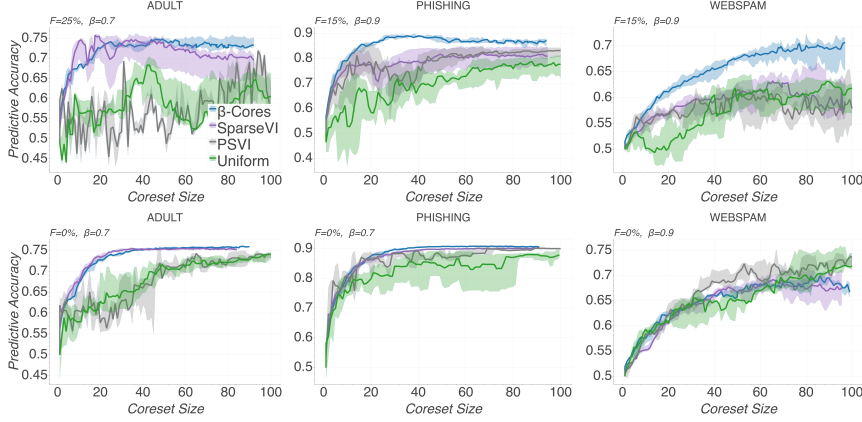 ADULT
F=25%, β=0.7
Predictive Accuracy
0.75
0.7
0.65
0.6
0.55
0.5
0.45
0 20 40 60 80 100
Coreset Size
β-Cores
SparseVI
PSVI
Uniform
PHISHING
F=15%, β=0.9
0.9
0.8
0.7
0.6
0.5
0.4
0 20 40 60 80 100
Coreset Size
WEBSPAM
F=15%, β=0.9
0.7
0.65
0.6
0.55
0.5
0 20 40 60 80 100
Coreset Size
ADULT
F=0%, β=0.7
Predictive Accuracy
0.75
0.7
0.65
0.6
0.55
0.5
0.45
0 20 40 60 80 100
Coreset Size
PHISHING
F=0%, β=0.7
0.9
0.8
0.7
0.6
0.5
0 20 40 60 80 100
Coreset Size
WEBSPAM
F=0%, β=0.9
0.75
0.7
0.65
0.6
0.55
0.5
0 20 40 60 80 100
Coreset Size